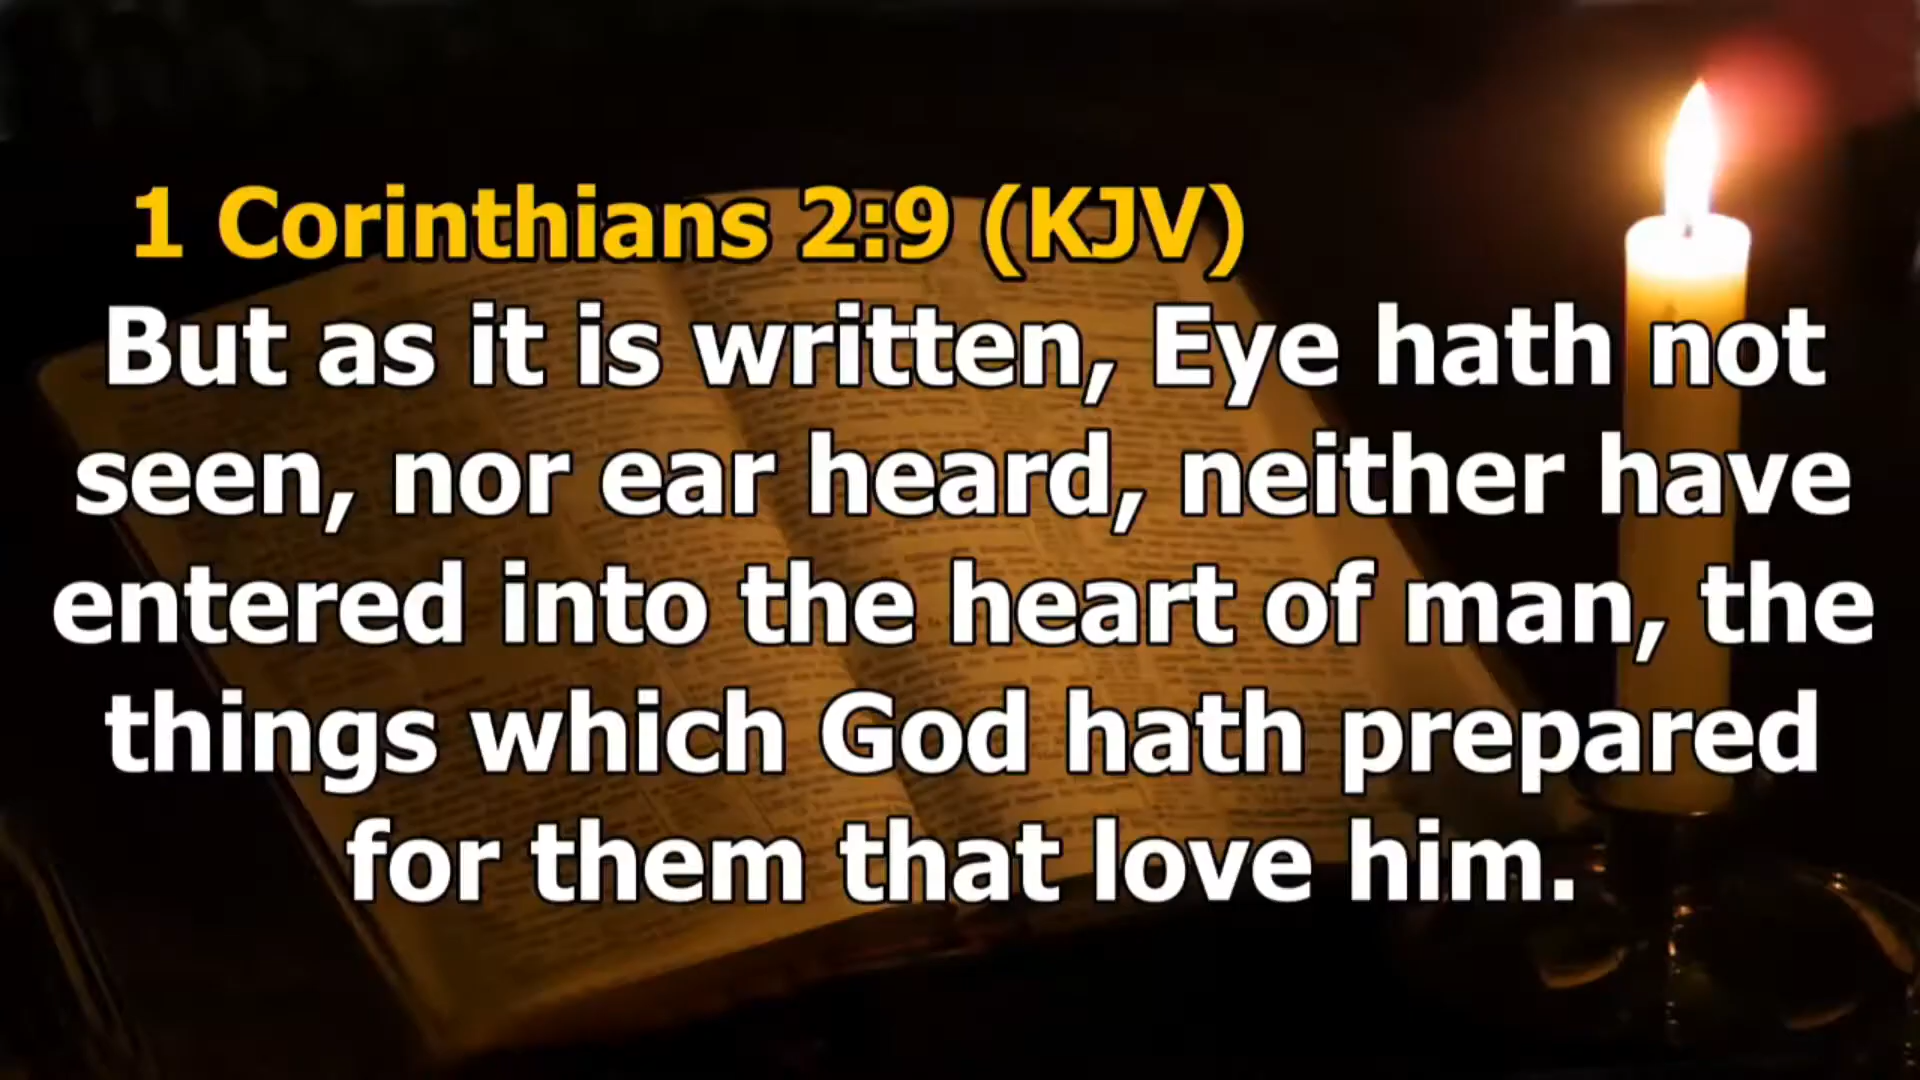 1 Corinthians 2:9 (KJV)
But as it is written, Eye hath not
seen, nor ear heard, neither have
entered into the heart of man, the
things which God hath prepared
for them that love him.